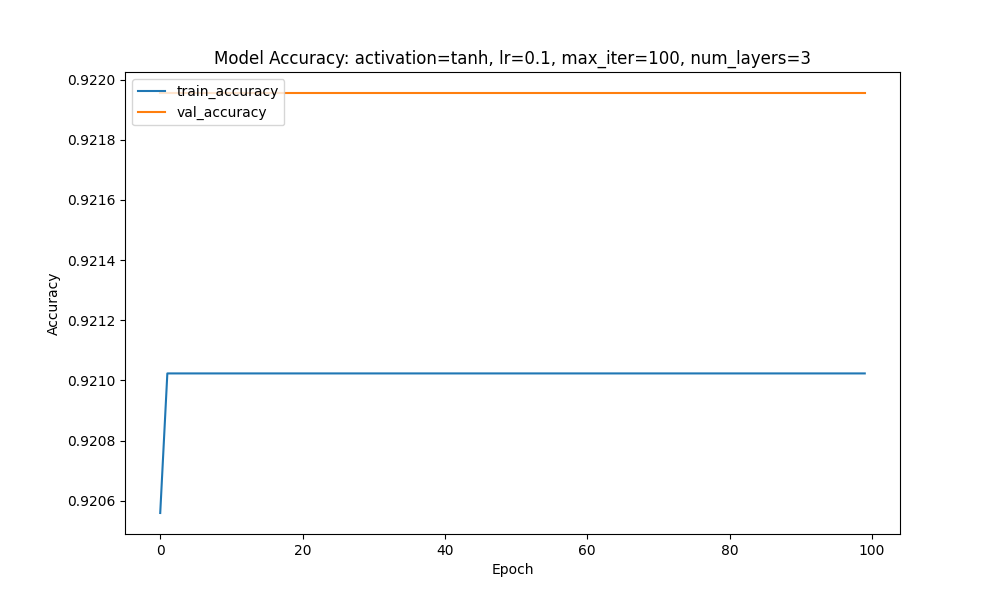 Model Accuracy: activation=tanh, lr=0.1, max_iter=100, num_layers=3
0.9220
0.9218
0.9216
0.9214
0.9212
0.9210
0.9208
0.9206
Accuracy
train_accuracy
val_accuracy
0 20 40 60 80 100
Epoch